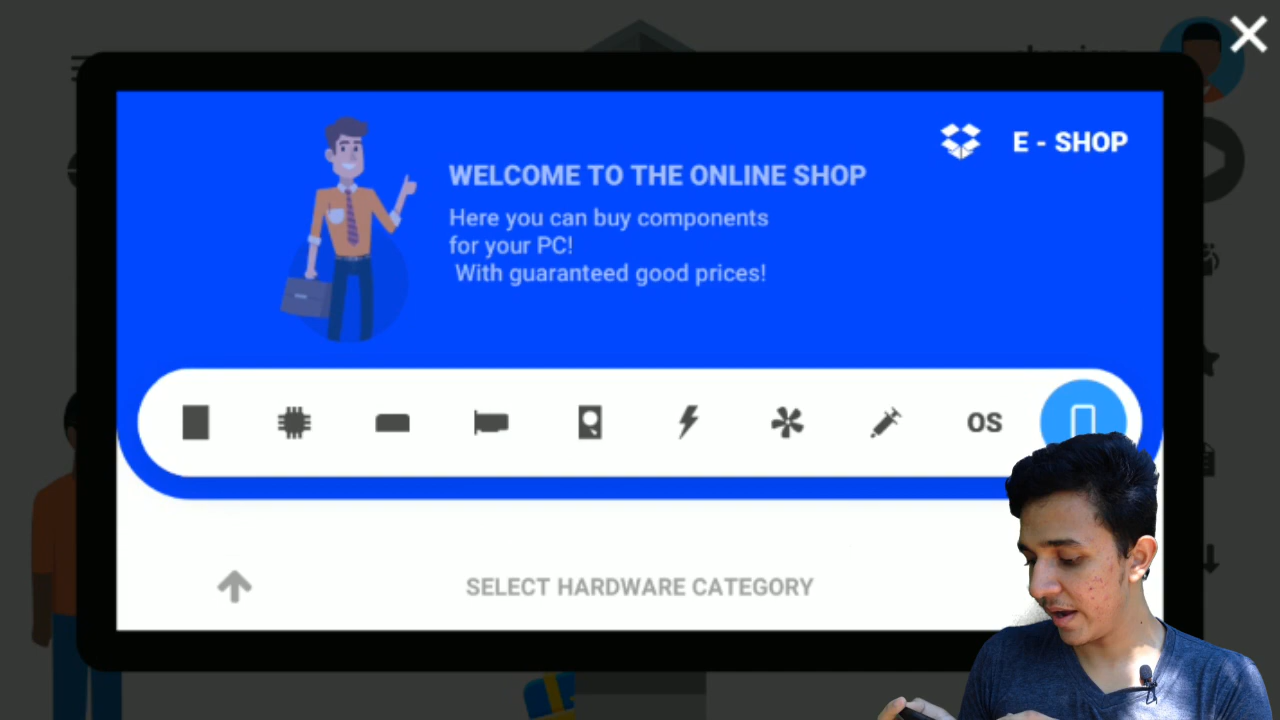 E - SHOP
WELCOME TO THE ONLINE SHOP
Here you can buy components
for your PC!
With guaranteed good prices!
OS
SELECT HARDWARE CATEGORY